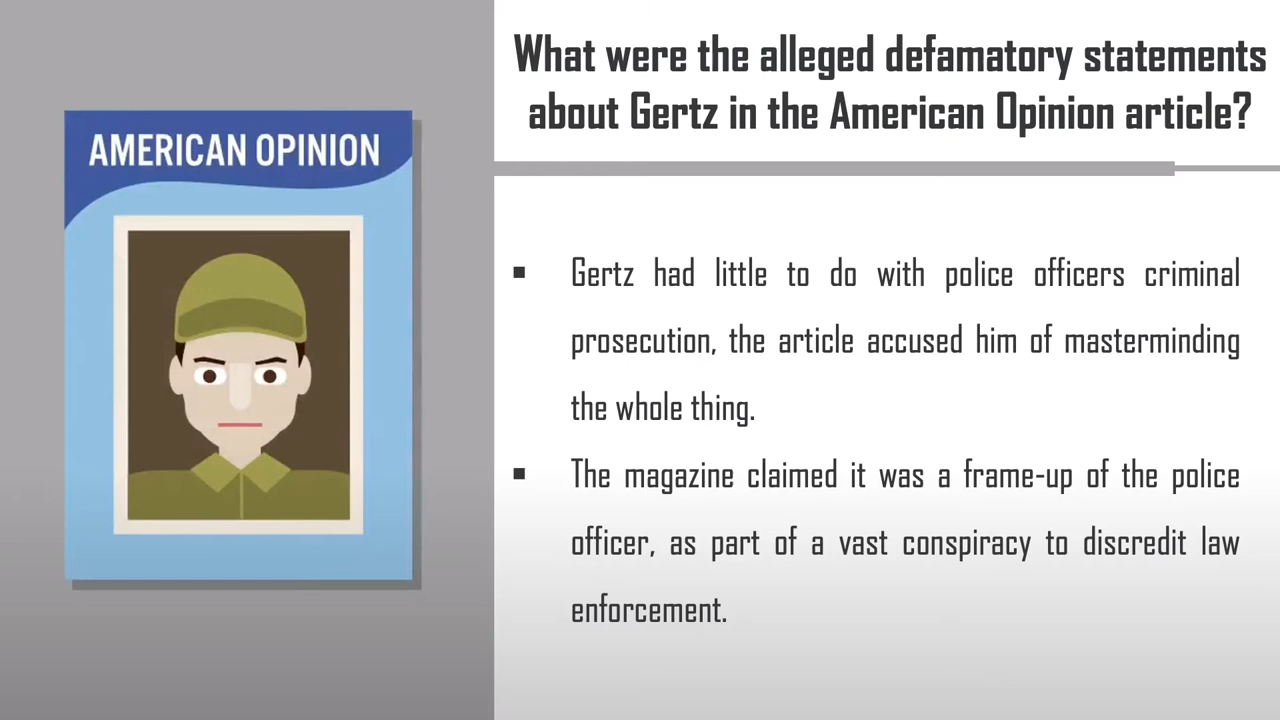 AMERICAN OPINION
What were the alleged defamatory statements
about Gertz in the American Opinion article?
▪ Gertz had little to do with police officers criminal
prosecution, the article accused him of masterminding
the whole thing.
▪ The magazine claimed it was a frame-up of the police
officer, as part of a vast conspiracy to discredit law
enforcement.